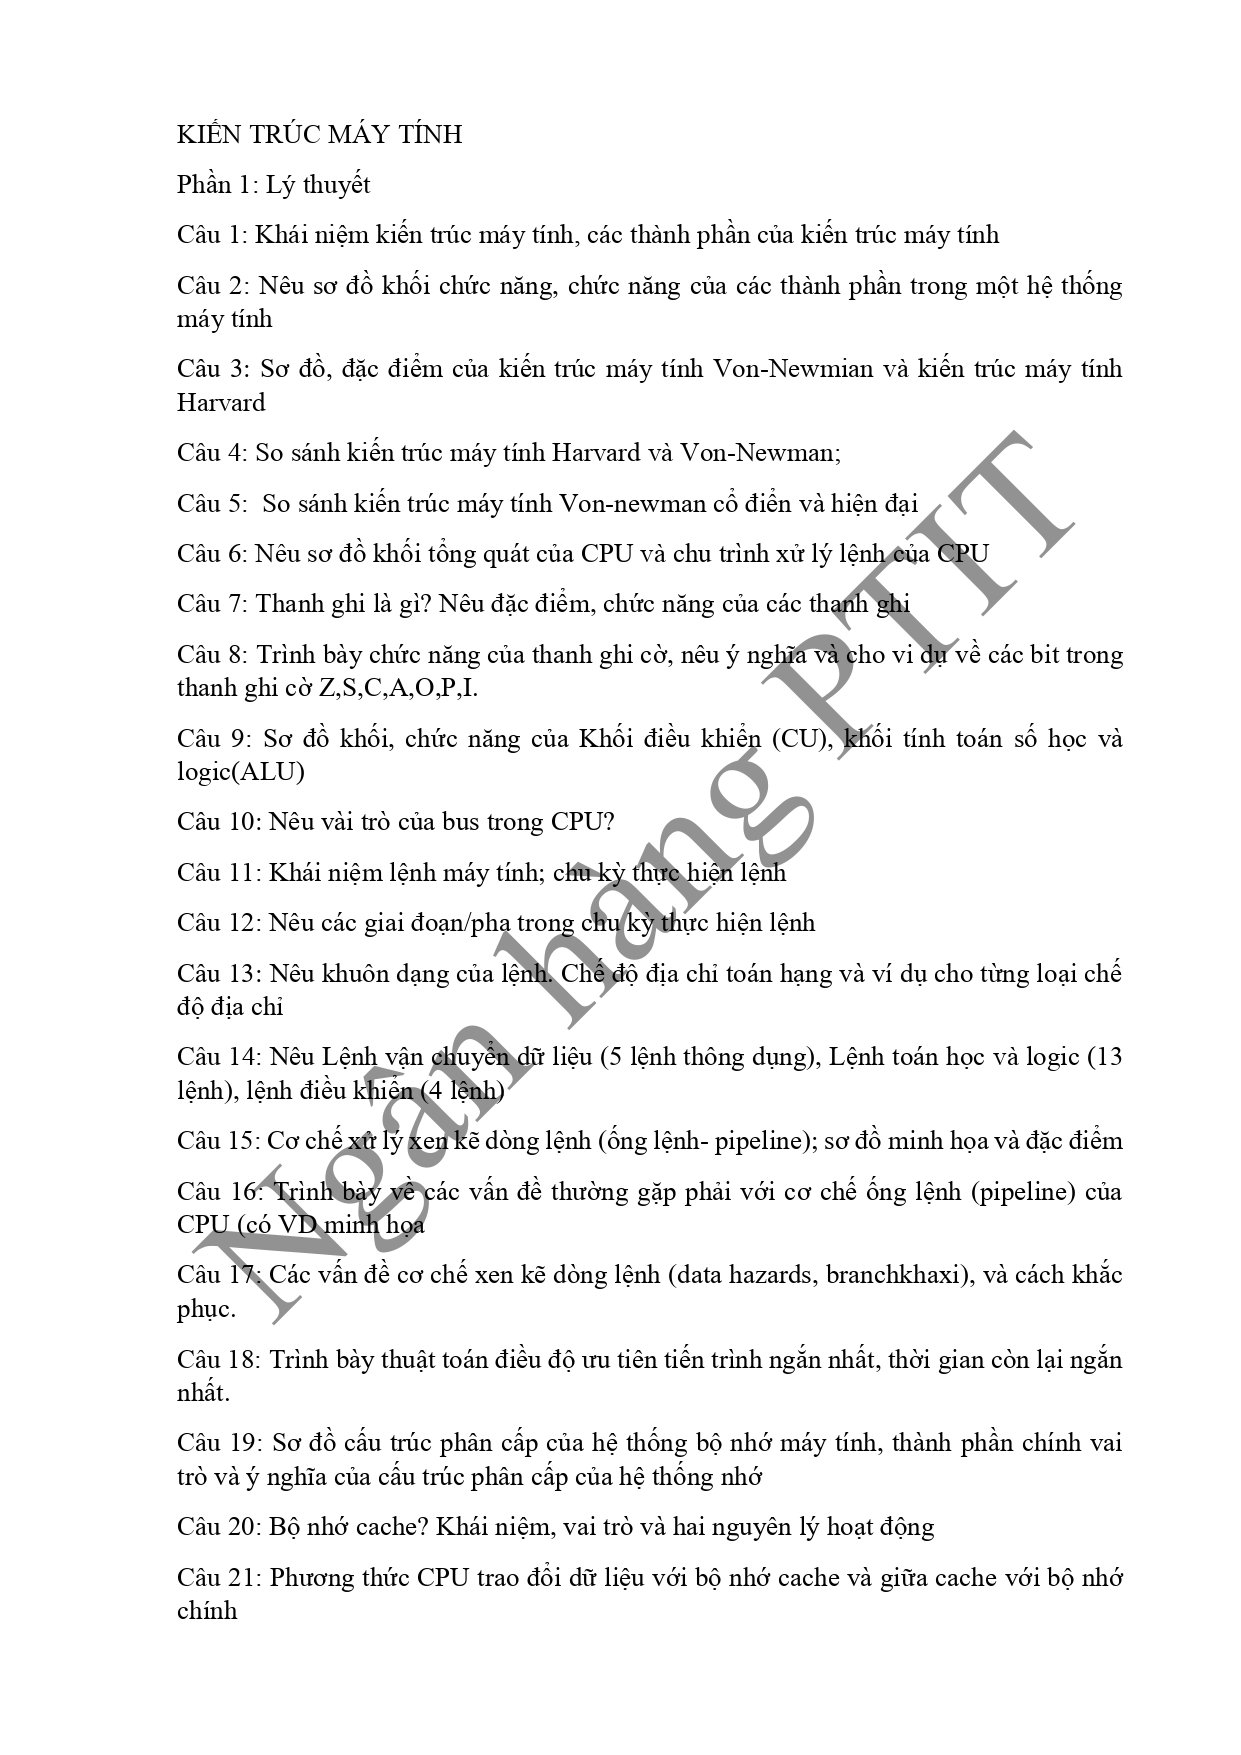 KIẾN TRÚC MÁY TÍNH
Phần 1: Lý thuyết
Câu 1: Khái niệm kiến trúc máy tính, các thành phần của kiến trúc máy tính
Câu 2: Nêu sơ đồ khối chức năng, chức năng của các thành phần trong một hệ thống
máy tính
Câu 3: Sơ đồ, đặc điểm của kiến trúc máy tính Von-Newmian và kiến trúc máy tính
Harvard
Câu 4: So sánh kiến trúc máy tính Harvard và Von-Newman;
Câu 5:  So sánh kiến trúc máy tính Von-newman cổ điển và hiện đại
Câu 6: Nêu sơ đồ khối tổng quát của CPU và chu trình xử lý lệnh của CPU
Câu 7: Thanh ghi là gì? Nêu đặc điểm, chức năng của các thanh ghi
Câu 8: Trình bày chức năng của thanh ghi cờ, nêu ý nghĩa và cho vi dụ về các bit trong
thanh ghi cờ Z,S,C,A,O,P,I.
Câu 9: Sơ đồ khối, chức năng của Khối điều khiển (CU), khối tính toán số học và
logic(ALU)
Câu 10: Nêu vài trò của bus trong CPU?
Câu 11: Khái niệm lệnh máy tính; chu kỳ thực hiện lệnh
Câu 12: Nêu các giai đoạn/pha trong chu kỳ thực hiện lệnh
Câu 13: Nêu khuôn dạng của lệnh. Chế độ địa chỉ toán hạng và ví dụ cho từng loại chế
độ địa chỉ
Câu 14: Nêu Lệnh vận chuyển dữ liệu (5 lệnh thông dụng), Lệnh toán học và logic (13
lệnh), lệnh điều khiển (4 lệnh)
Câu 15: Cơ chế xử lý xen kẽ dòng lệnh (ống lệnh- pipeline); sơ đồ minh họa và đặc điểm
Câu 16: Trình bày về các vấn đề thường gặp phải với cơ chế ống lệnh (pipeline) của
CPU (có VD minh họa
Câu 17: Các vấn đề cơ chế xen kẽ dòng lệnh (data hazards, branchkhaxi), và cách khắc
phục.
Câu 18: Trình bày thuật toán điều độ ưu tiên tiến trình ngắn nhất, thời gian còn lại ngắn
nhất.
Câu 19: Sơ đồ cấu trúc phân cấp của hệ thống bộ nhớ máy tính, thành phần chính vai
trò và ý nghĩa của cấu trúc phân cấp của hệ thống nhớ
Câu 20: Bộ nhớ cache? Khái niệm, vai trò và hai nguyên lý hoạt động
Câu 21: Phương thức CPU trao đổi dữ liệu với bộ nhớ cache và giữa cache với bộ nhớ
chính
Ngân hàng PTIT